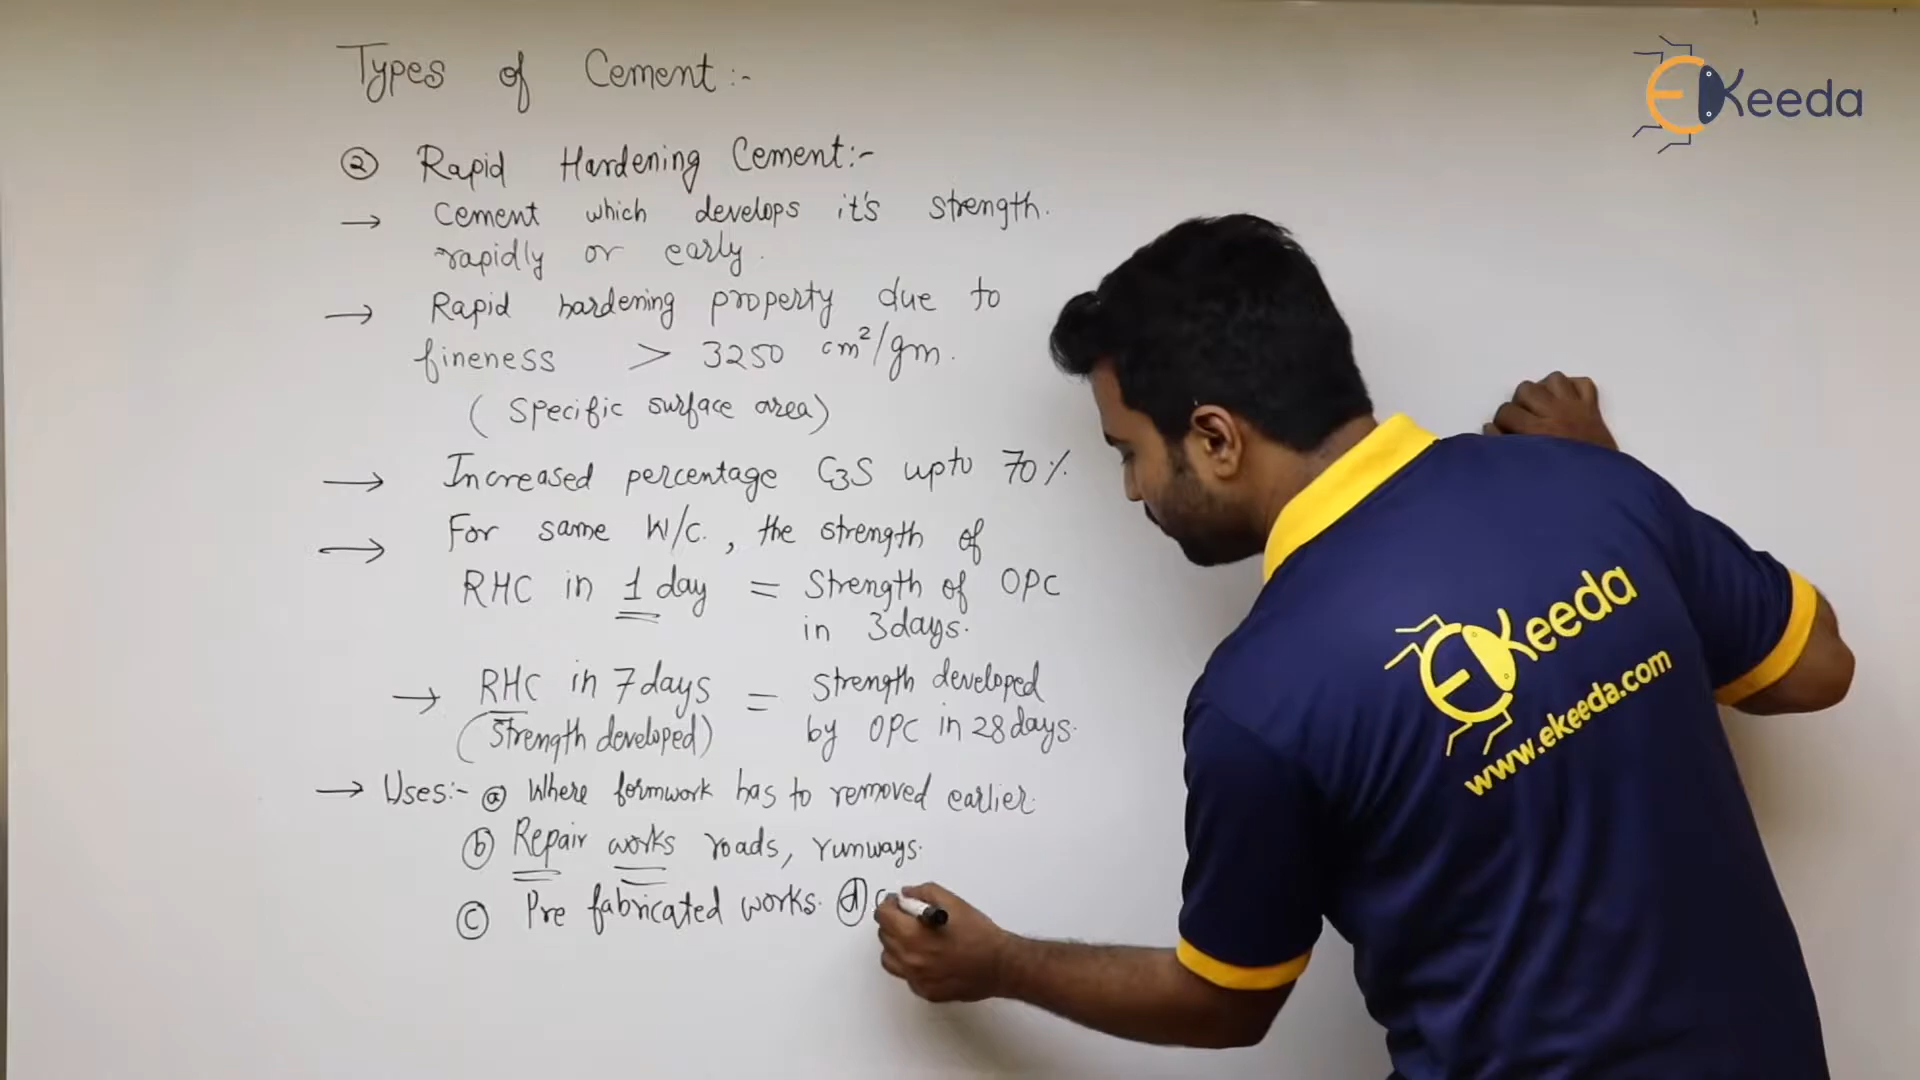 Types of Cement:-
② Rapid Hardening Cement:-
→ Cement which develops it's strength.
rapidly or early.
→ Rapid hardening property due to
fineness > 3250 cm²/gm.
(Specific surface area)
→ Increased percentage C3S upto 70%
→ For same W/C., the strength of
RHC in 1 day = Strength of OPC
in 3days.
→ RHC in 7days = Strength developed
(Strength developed) by OPC in 28days.
→ Uses:- ⓐ Where formwork has to removed earlier.
ⓑ Repair works roads, runways.
ⓒ Pre fabricated works. ⓓ
EKeeda
EKeeda
www.ekeeda.com